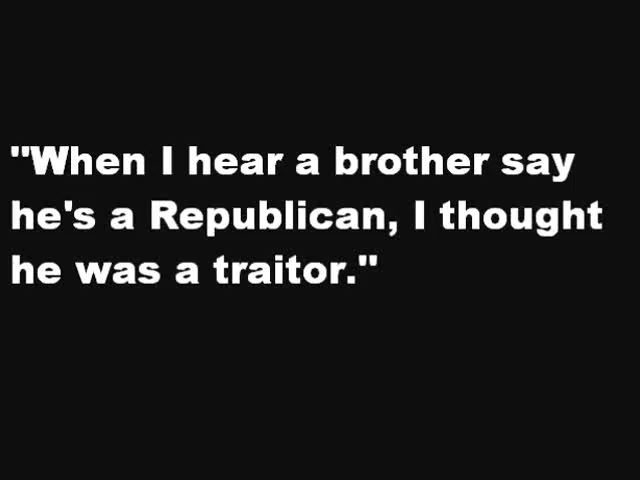 "When I hear a brother say
he's a Republican, I thought
he was a traitor."